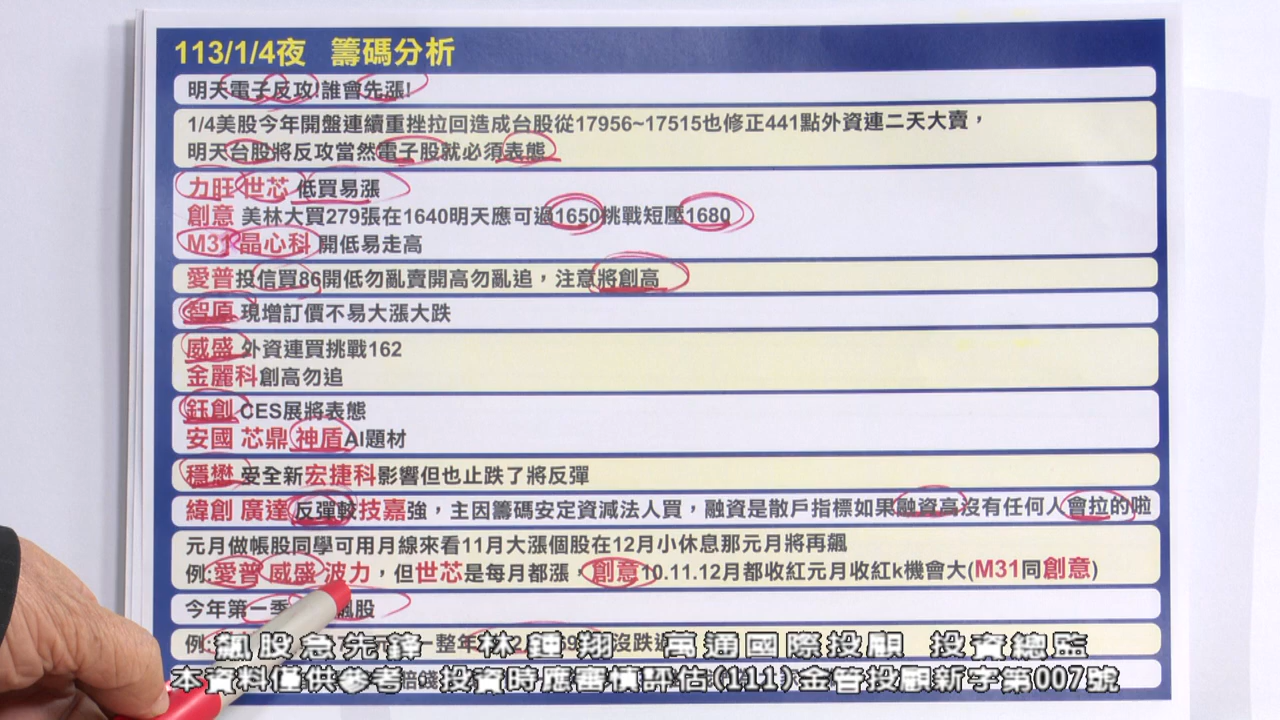 113/1/4夜 籌碼分析
明天電子反攻!誰會先漲!
1/4美股今年開盤連續重挫拉回造成台股從17956~17515也修正441點外資連二天大賣，
明天台股將反攻當然電子股就必須表態
力旺 世芯 低買易漲
創意 美林大買279張在1640明天應可過1650挑戰短壓1680
M31 晶心科 開低易走高
愛普投信買86開低勿亂賣開高勿亂追，注意將創高
智原 現增訂價不易大漲大跌
威盛 外資連買挑戰162
金麗科創高勿追
鈺創 CES展將表態
安國 芯鼎 神盾AI題材
穩懋 受全新宏捷科影響但也止跌了將反彈
緯創 廣達 反彈較技嘉強，主因籌碼安定資減法人買，融資是散戶指標如果融資高沒有任何人會拉的啦
元月做帳股同學可用月線來看11月大漲個股在12月小休息那元月將再飆
例:愛普 威盛 波力，但世芯是每月都漲，創意10.11.12月都收紅元月收紅k機會大(M31同創意)
今年第一季 飆股
例:
飆股急先鋒 林鍾翔 萬通國際投顧 投資總監
本資料僅供參考，投資時應審慎評估(111)金管投顧新字第007號